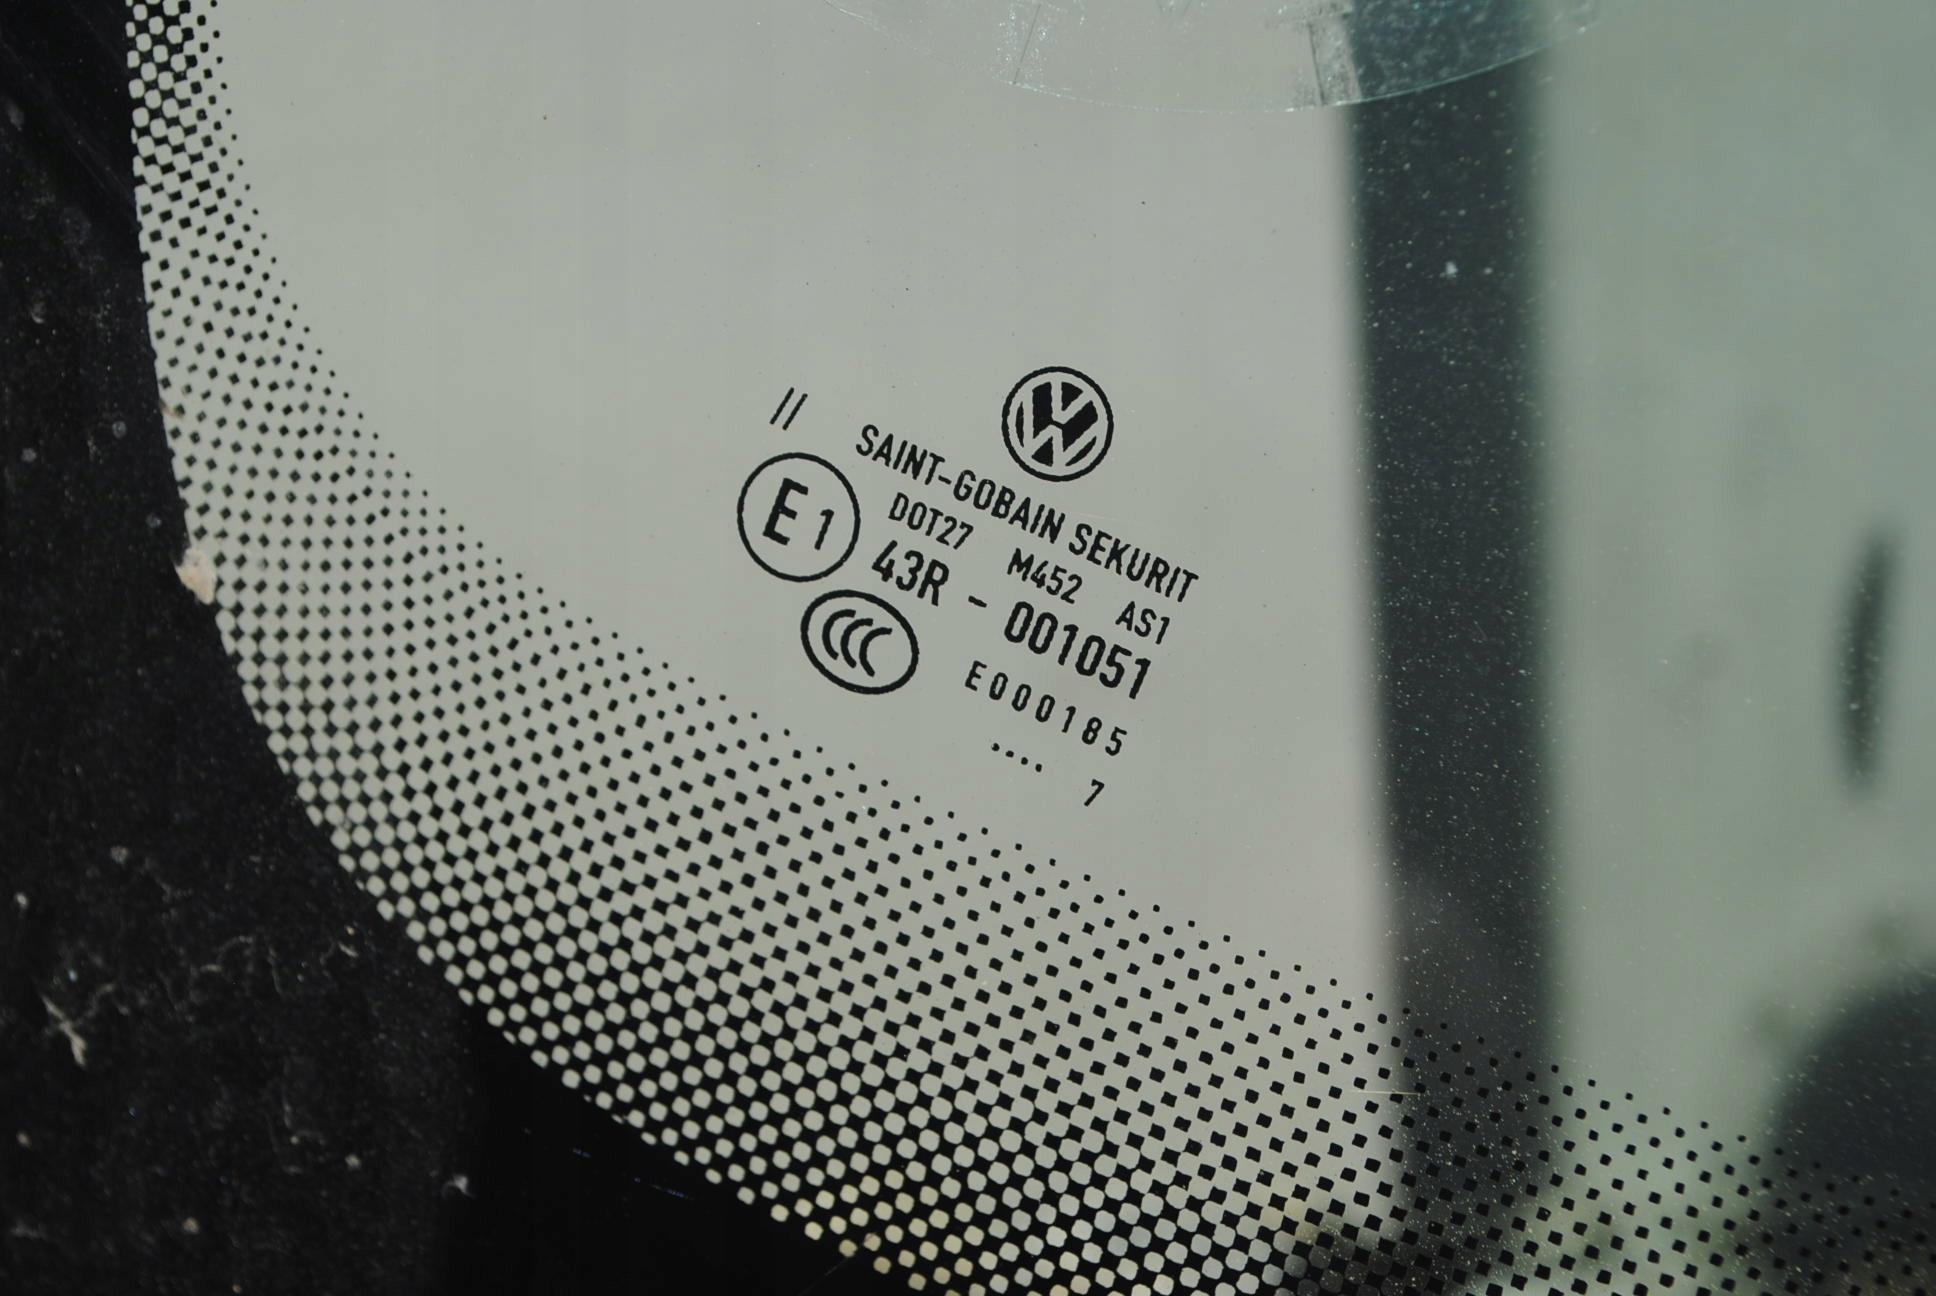 //
SAINT-GOBAIN SEKURIT
E1
DOT27 M452 AS1
43R - 001051
CCC
E000185
.... 7